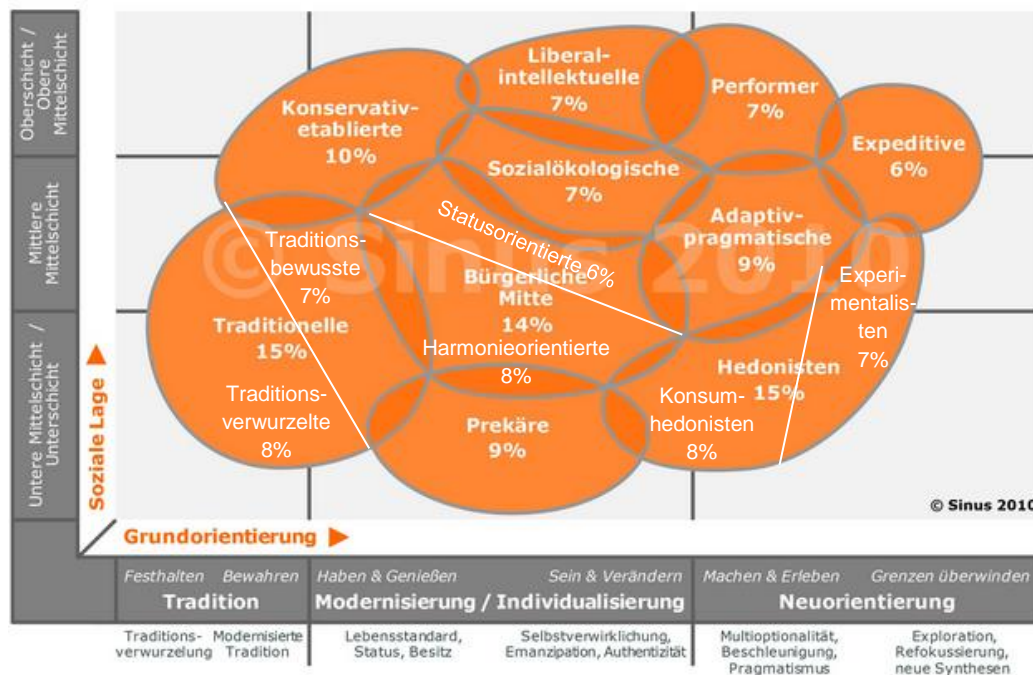 Oberschicht /
Obere
Mittelschicht
Mittlere
Mittelschicht
Untere Mittelschicht /
Unterschicht
Soziale Lage ▶
Konservativ-
etablierte
10%
Liberal-
intellektuelle
7%
Performer
7%
Expeditive
6%
Sozialökologische
7%
Adaptiv-
pragmatische
9%
Statusorientierte 6%
Traditions-
bewusste
7%
Bürgerliche
Mitte
14%
Experi-
mentalis-
ten
7%
Traditionelle
15%
Harmonieorientierte
8%
Hedonisten
15%
Traditions-
verwurzelte
8%
Prekäre
9%
Konsum-
hedonisten
8%
© Sinus 2010
© Sinus 2010
Grundorientierung ▶
Festhalten Bewahren
Tradition
Haben & Genießen Sein & Verändern
Modernisierung / Individualisierung
Machen & Erleben Grenzen überwinden
Neuorientierung
Traditions-
verwurzelung
Modernisierte
Tradition
Lebensstandard,
Status, Besitz
Selbstverwirklichung,
Emanzipation, Authentizität
Multioptionalität,
Beschleunigung,
Pragmatismus
Exploration,
Refokussierung,
neue Synthesen